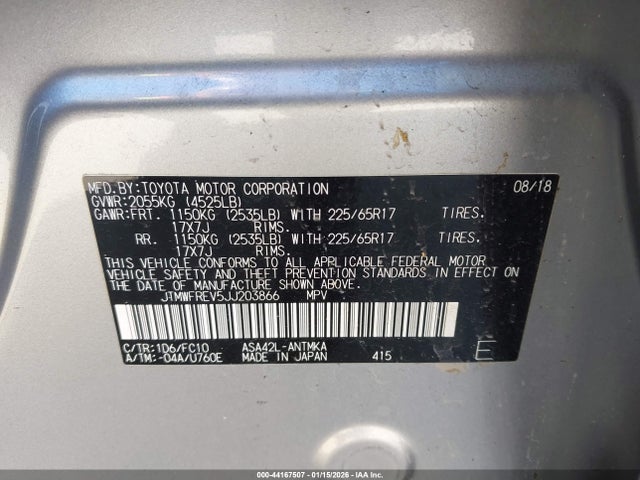 MFD.BY:TOYOTA MOTOR CORPORATION 08/18
GVWR:2055KG (4525LB)
GAWR:FRT. 1150KG (2535LB) WITH 225/65R17 TIRES.
17X7J RIMS.
RR. 1150KG (2535LB) WITH 225/65R17 TIRES.
17X7J RIMS.
THIS VEHICLE CONFORMS TO ALL APPLICABLE FEDERAL MOTOR
VEHICLE SAFETY AND THEFT PREVENTION STANDARDS IN EFFECT ON
THE DATE OF MANUFACTURE SHOWN ABOVE.
JTMWFREV5JJ203866 MPV
C/TR:1D6/FC10 ASA42L-ANTMKA
A/TM:-04A/U760E MADE IN JAPAN 415 E
000-44167507 - 01/15/2026 - IAA Inc.